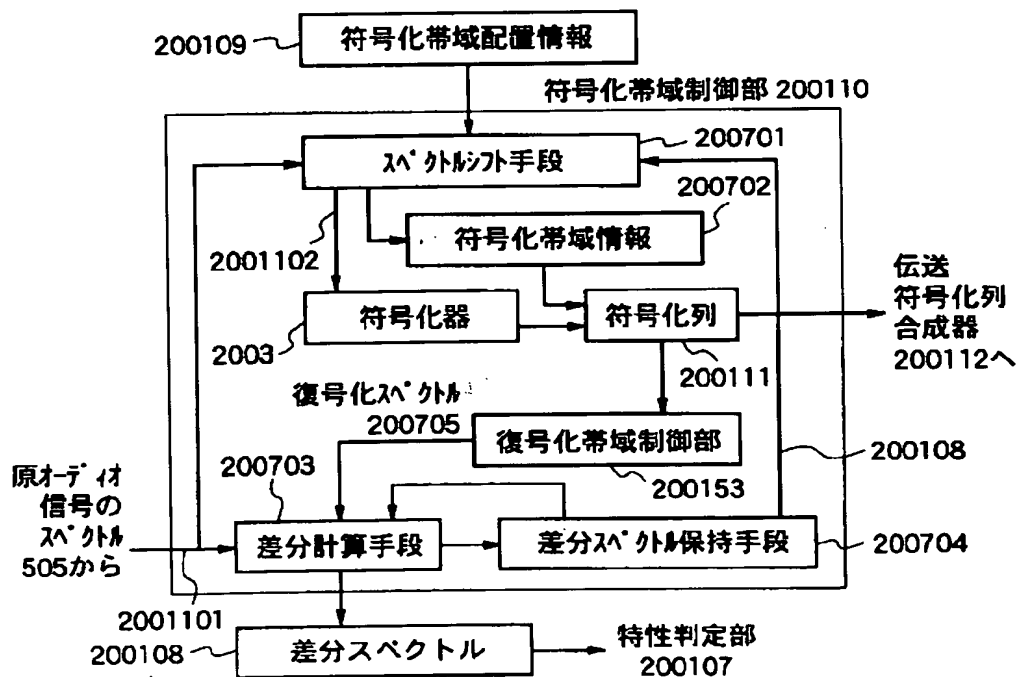 200109
符号化帯域配置情報
符号化帯域制御部 200110
200701
スペクトルシフト手段
200702
符号化帯域情報
2001102
伝送
符号化列
合成器
200112へ
符号化器
符号化列
2003
200111
復号化スペクトル
200705
復号化帯域制御部
200108
200703
200153
原オーディオ
信号の
スペクトル
505から
差分計算手段
差分スペクトル保持手段
200704
2001101
差分スペクトル
200108
特性判定部
200107